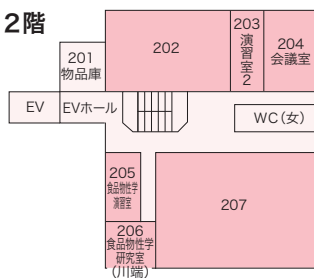 2階
201
物品庫
202
203
演
習
室
2
204
会議室
EV
EVホール
WC(女)
205
食品物性学
演習室
206
食品物性学
研究室
(川端)
207